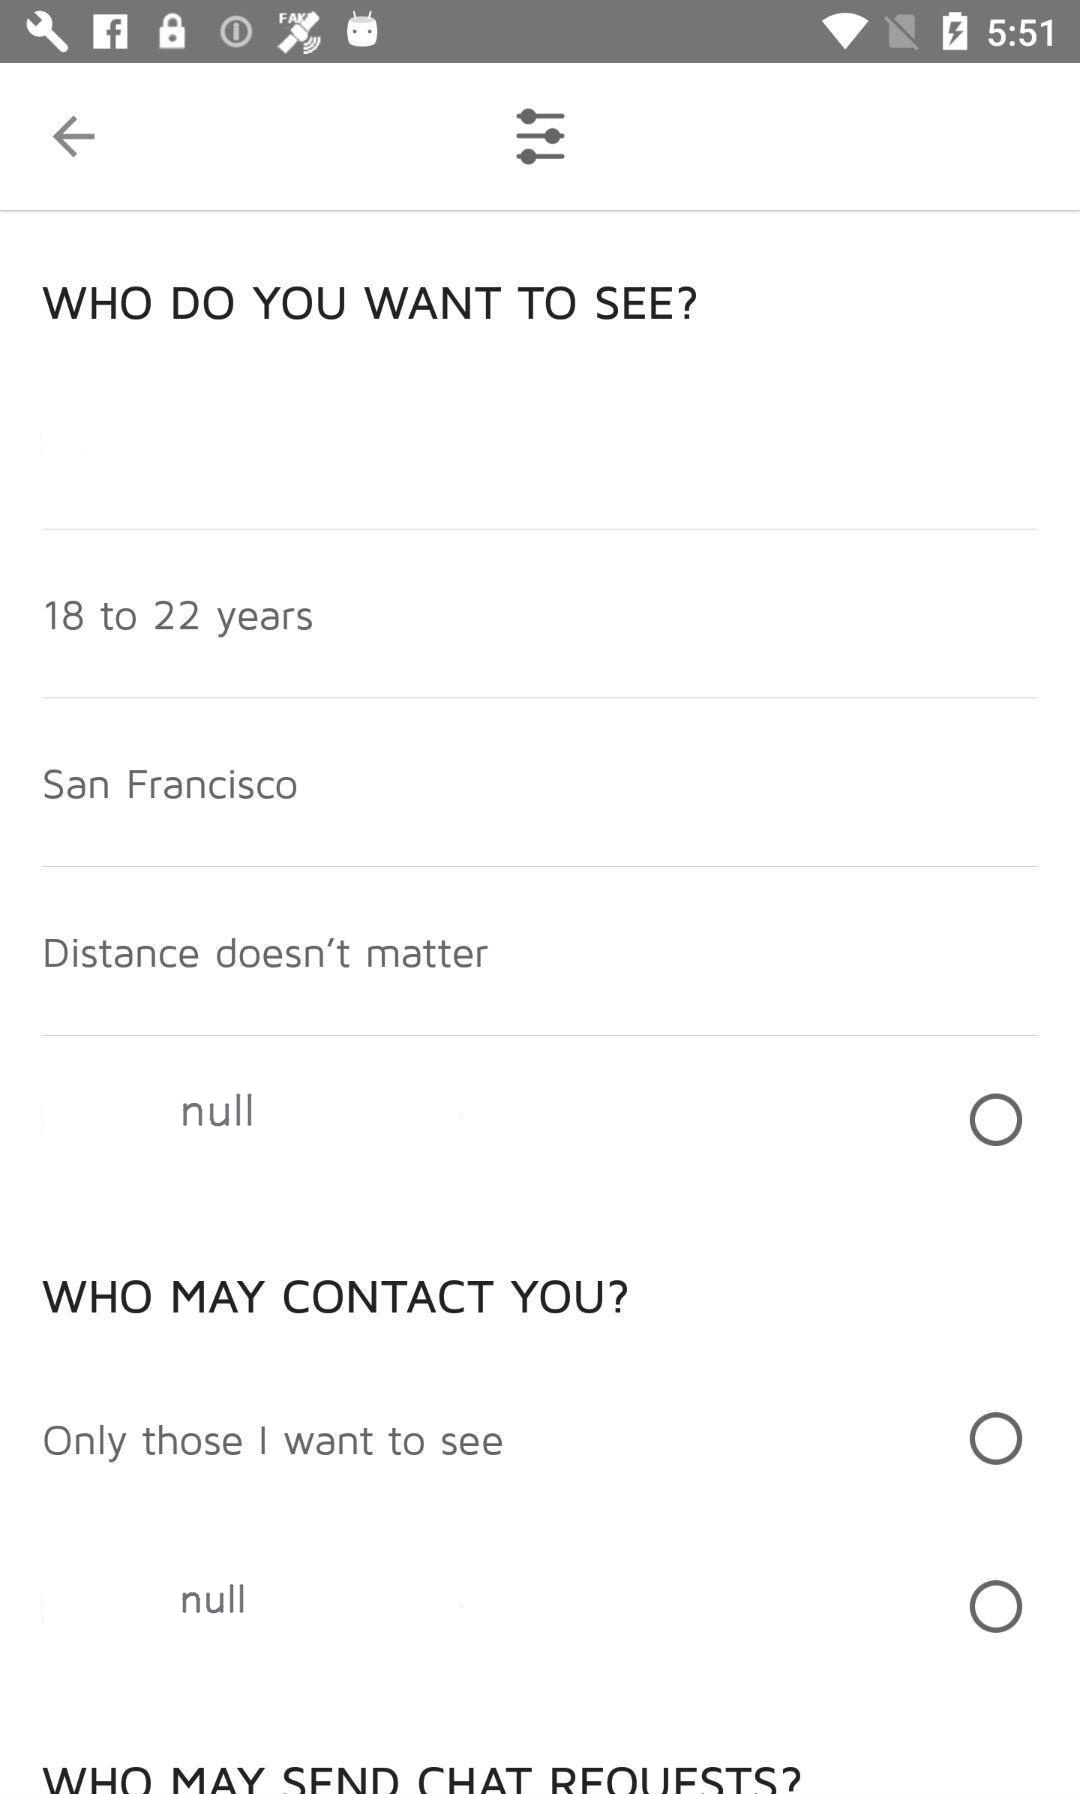 FAKE
5:51
WHO DO YOU WANT TO SEE?
18 to 22 years
San Francisco
Distance doesn’t matter
null
WHO MAY CONTACT YOU?
Only those I want to see
null
WHO MAY SEND CHAT REQUESTS?